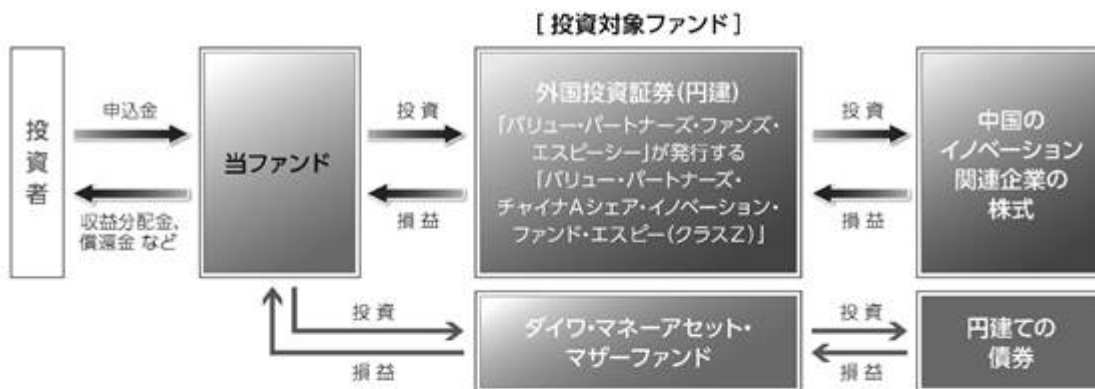 [投資対象ファンド]
投資者
申込金
収益分配金、
償還金 など
当ファンド
投資
損益
外国投資証券(円建)
「バリュー・パートナーズ・ファンズ・
エスピーシー」が発行する
「バリュー・パートナーズ・
チャイナAシェア・イノベーション・
ファンド・エスピー(クラスZ)」
投資
損益
中国の
イノベーション
関連企業の
株式
投資
損益
ダイワ・マネーアセット・
マザーファンド
投資
損益
円建ての
債券